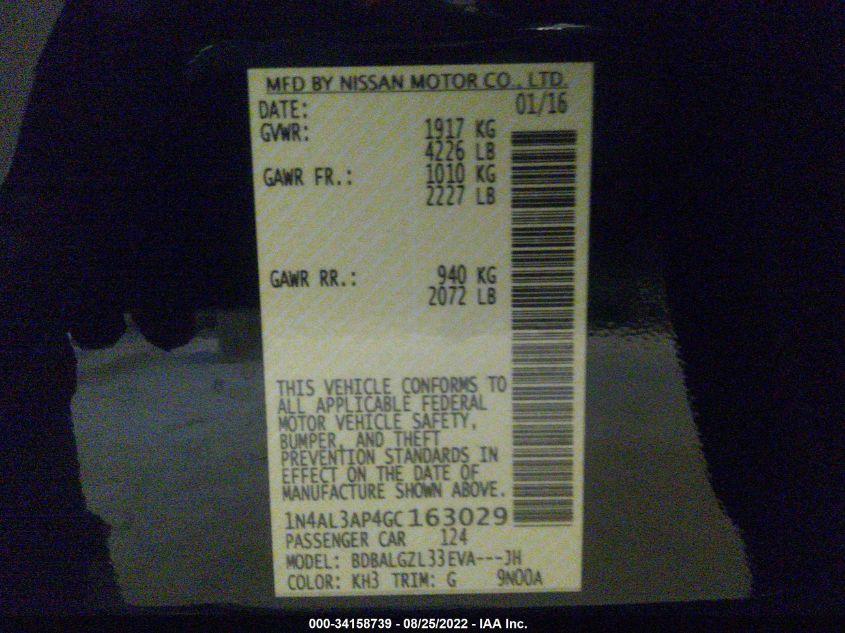 MFD BY NISSAN MOTOR CO., LTD.
DATE: 01/16
GVWR: 1917 KG
4226 LB
GAWR FR.: 1010 KG
2227 LB
GAWR RR.: 940 KG
2072 LB
THIS VEHICLE CONFORMS TO
ALL APPLICABLE FEDERAL
MOTOR VEHICLE SAFETY,
BUMPER, AND THEFT
PREVENTION STANDARDS IN
EFFECT ON THE DATE OF
MANUFACTURE SHOWN ABOVE.
1N4AL3AP4GC163029
PASSENGER CAR 124
MODEL: BDBALGZL33EVA---JH
COLOR: KH3 TRIM: G 9N00A
000-34158739 - 08/25/2022 - IAA Inc.